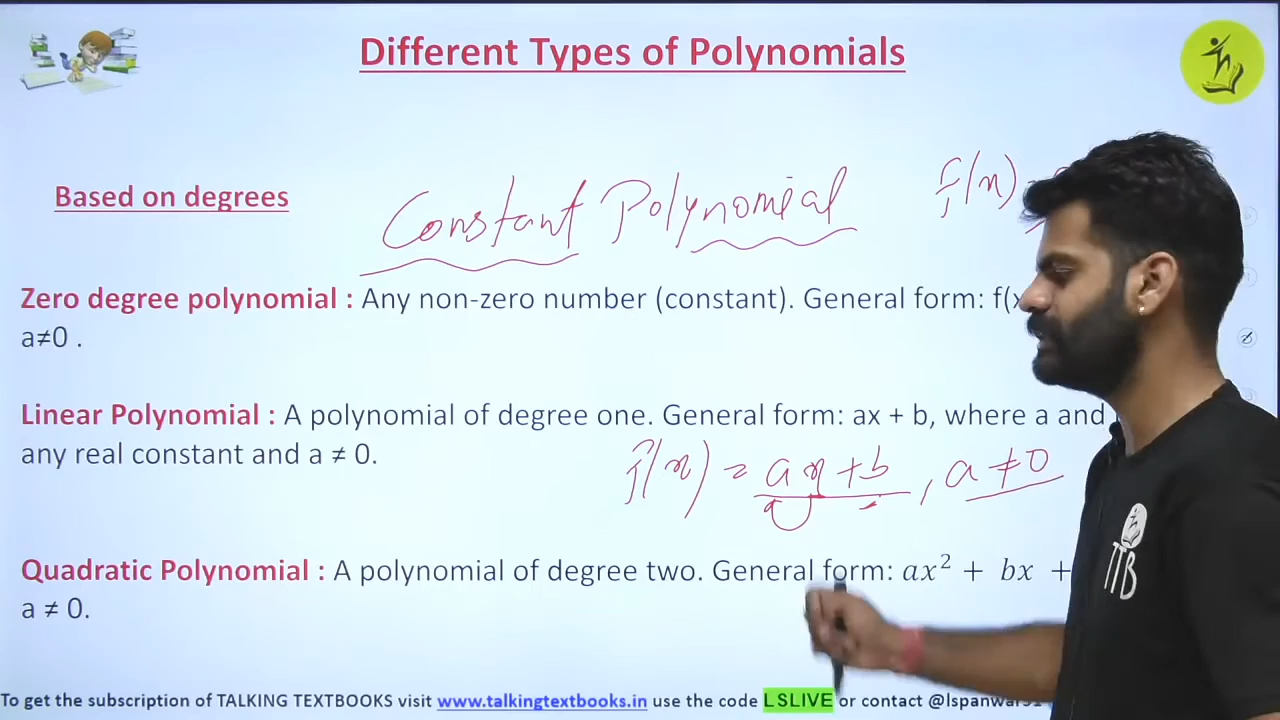 Different Types of Polynomials
Based on degrees
Constant Polynomial
f(x)
Zero degree polynomial : Any non-zero number (constant). General form: f(x
a≠0 .
Linear Polynomial : A polynomial of degree one. General form: ax + b, where a and
any real constant and a ≠ 0.
f(x) = ax + b , a ≠ 0
Quadratic Polynomial : A polynomial of degree two. General form: ax² + bx +
a ≠ 0.
TTB
To get the subscription of TALKING TEXTBOOKS visit www.talkingtextbooks.in use the code LSLIVE or contact